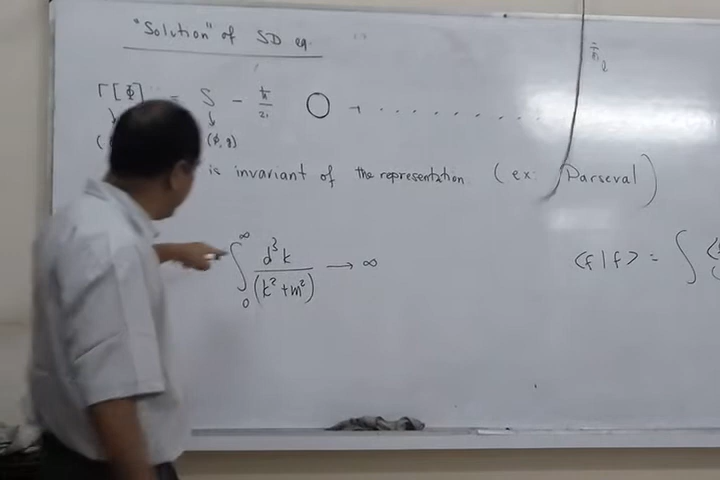 "Solution" of SD eq.
Γ[Φ] = S - ħ/2i ○ + . . . . . . . . .
(φ, g)
is invariant of the representation (ex: Parseval)
∫₀^∞ d³k/(k²+m²) → ∞
<f|f> = ∫